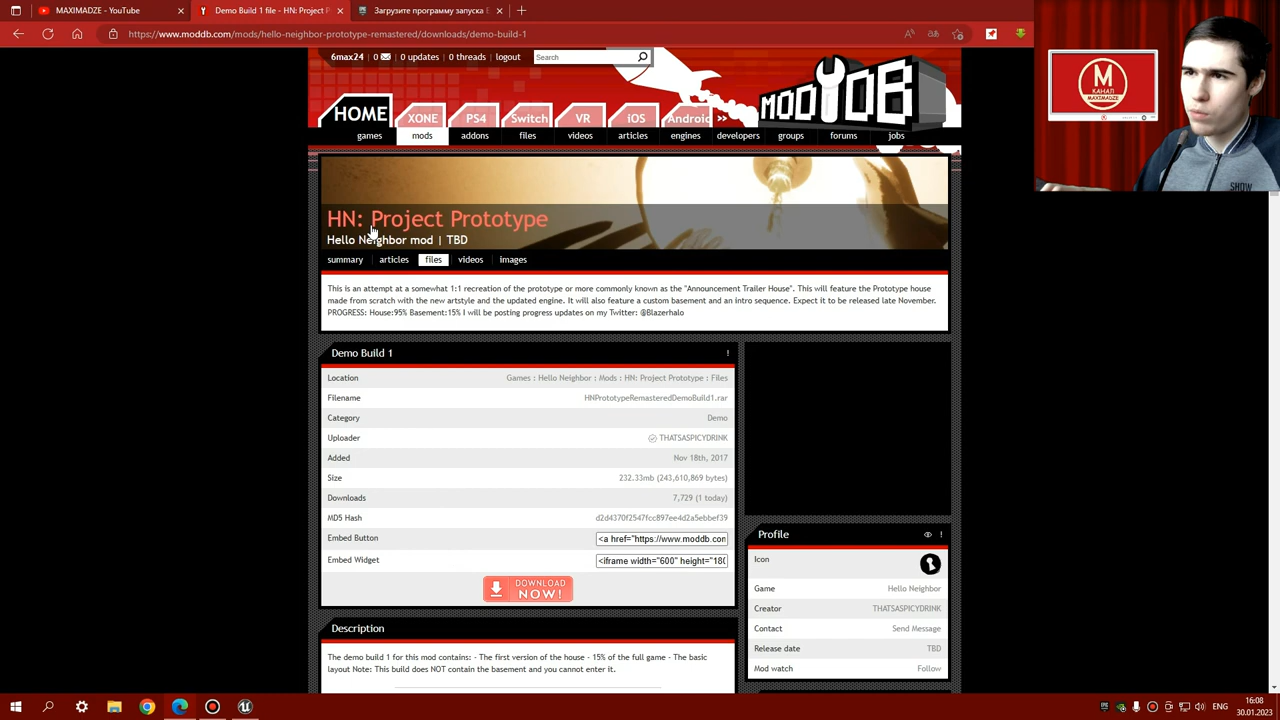 MAXIMADZE - YouTube
Demo Build 1 file - HN: Project P
Загрузите программу запуска E
https://www.moddb.com/mods/hello-neighbor-prototype-remastered/downloads/demo-build-1
6max24 0 0 updates 0 threads logout
Search
MODDB
HOME XONE PS4 Switch VR iOS Android >>
games mods addons files videos articles engines developers groups forums jobs
М
КАНАЛ
MAXIMADZE
SHOW
HN: Project Prototype
Hello Neighbor mod | TBD
summary articles files videos images
This is an attempt at a somewhat 1:1 recreation of the prototype or more commonly known as the "Announcement Trailer House". This will feature the Prototype house
made from scratch with the new artstyle and the updated engine. It will also feature a custom basement and an intro sequence. Expect it to be released late November.
PROGRESS: House:95% Basement:15% I will be posting progress updates on my Twitter: @Blazerhalo
Demo Build 1 !
Location Games : Hello Neighbor : Mods : HN: Project Prototype : Files
Filename HNPrototypeRemasteredDemoBuild1.rar
Category Demo
Uploader THATSASPICYDRINK
Added Nov 18th, 2017
Size 232.33mb (243,610,869 bytes)
Downloads 7,729 (1 today)
MD5 Hash d2d4370f2547fcc897ee4d2a5ebbef39
Embed Button <a href="https://www.moddb.con
Embed Widget <iframe width="600" height="180
DOWNLOAD
NOW!
Description
The demo build 1 for this mod contains: - The first version of the house - 15% of the full game - The basic
layout Note: This build does NOT contain the basement and you cannot enter it.
Profile !
Icon
Game Hello Neighbor
Creator THATSASPICYDRINK
Contact Send Message
Release date TBD
Mod watch Follow
ENG
16:08
30.01.2023